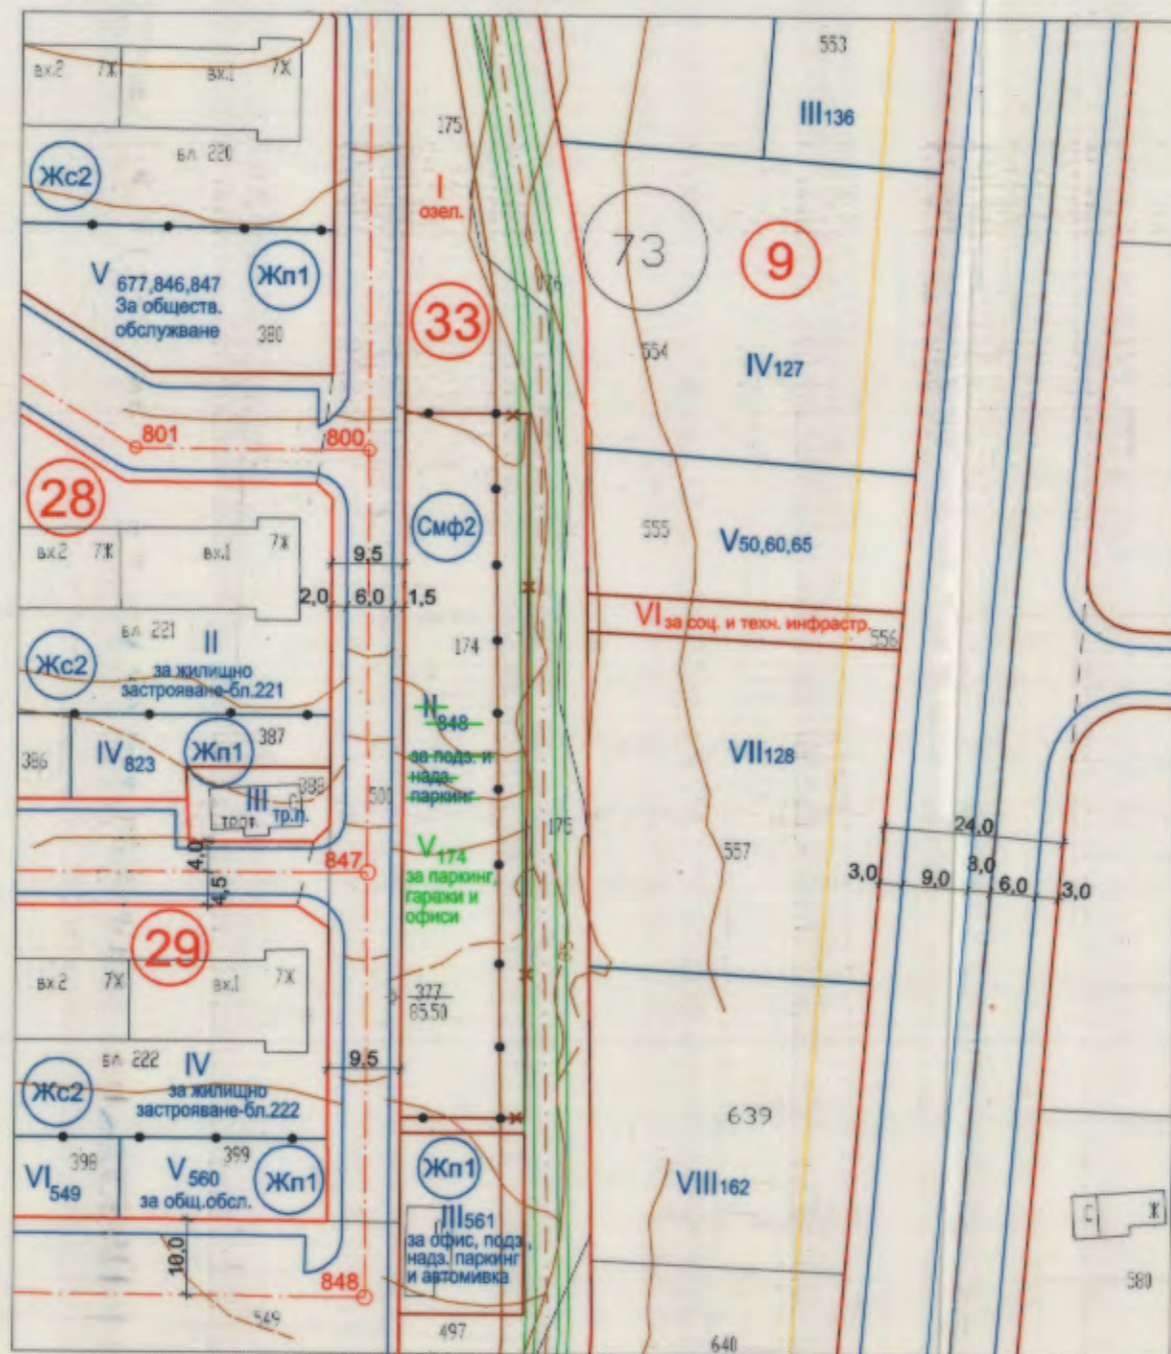 553
вх.2
7Ж
вх.1
7Ж
III136
175
бл. 220
Жс2
I
озел.
73
9
V 677,846,847
За обществ.
обслужване
Жп1
380
33
554
IV127
801
800
28
Смф2
вх.2
7Ж
вх.1
7Ж
555
V50,60,65
9,5
2,0
6,0
1,5
VI за соц. и техн. инфрастр.
556
бл. 221
II
174
Жс2
за жилищно
застрояване-бл.221
II 848
387
386
IV823
Жп1
за подз. и
надз.
паркинг
VII128
388
III тр.п.
175
24,0
V174
за паркинг,
гаражи и
офиси
847
4,0
4,5
557
3,0
9,0
3,0
6,0
3,0
29
вх.2
7Ж
вх.1
7Ж
377
85.50
бл. 222
IV
9,5
Жс2
за жилищно
застрояване-бл.222
639
398
399
VI549
V560
за общ.обсл.
Жп1
Жп1
VIII162
III561
за офис, подз.,
надз. паркинг
и автомивка
С
Ж
10,0
848
580
549
497
640